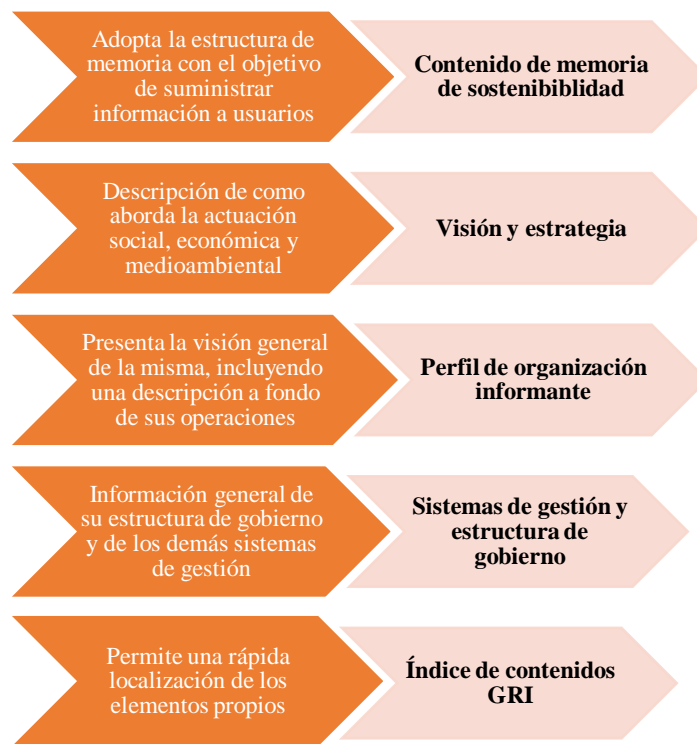 Adopta la estructura de
memoria con el objetivo
de suministrar
información a usuarios
Contenido de memoria
de sostenibiblidad
Descripción de como
aborda la actuación
social, económica y
medioambiental
Visión y estrategia
Presenta la visión general
de la misma, incluyendo
una descripción a fondo
de sus operaciones
Perfil de organización
informante
Información general de
su estructura de gobierno
y de los demás sistemas
de gestión
Sistemas de gestión y
estructura de
gobierno
Permite una rápida
localización de los
elementos propios
Índice de contenidos
GRI